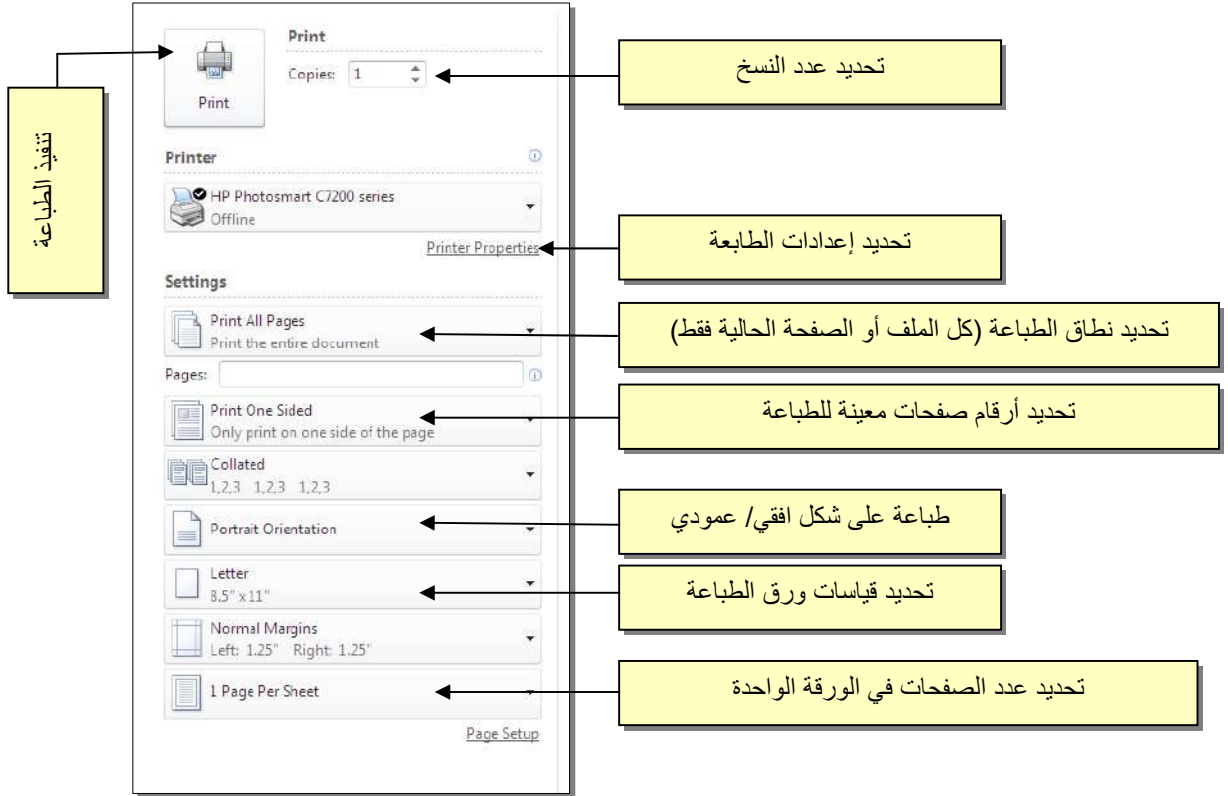 Print
Copies: 1
Print
Printer
HP Photosmart C7200 series
Offline
Printer Properties
Settings
Print All Pages
Print the entire document
Pages:
Print One Sided
Only print on one side of the page
Collated
1,2,3 1,2,3 1,2,3
Portrait Orientation
Letter
8.5" x 11"
Normal Margins
Left: 1.25" Right: 1.25"
1 Page Per Sheet
Page Setup
تنفيذ الطباعة
تحديد عدد النسخ
تحديد إعدادات الطابعة
تحديد نطاق الطباعة (كل الملف أو الصفحة الحالية فقط)
تحديد أرقام صفحات معينة للطباعة
طباعة على شكل افقي/ عمودي
تحديد قياسات ورق الطباعة
تحديد عدد الصفحات في الورقة الواحدة